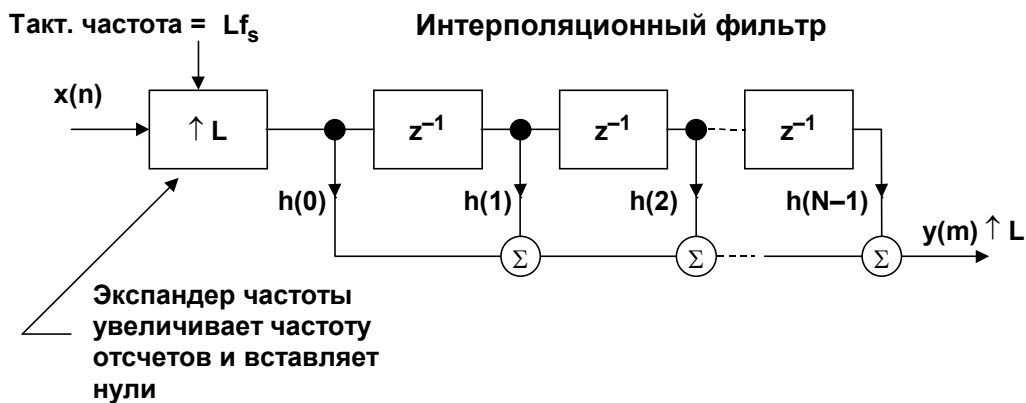 Такт. частота = Lfs
Интерполяционный фильтр
x(n)
↑ L
z–1
z–1
z–1
h(0)
h(1)
h(2)
h(N–1)
y(m) ↑ L
Σ
Σ
Σ
Экспандер частоты
увеличивает частоту
отсчетов и вставляет
нули